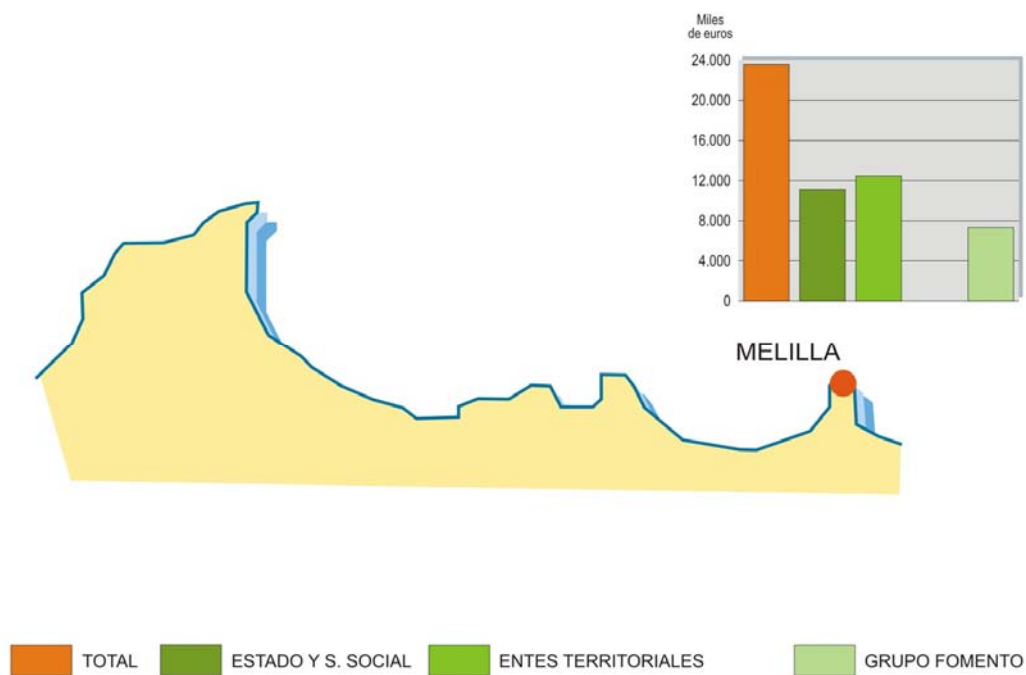 Miles
de euros
24.000
20.000
16.000
12.000
8.000
4.000
0
MELILLA
TOTAL
ESTADO Y S. SOCIAL
ENTES TERRITORIALES
GRUPO FOMENTO